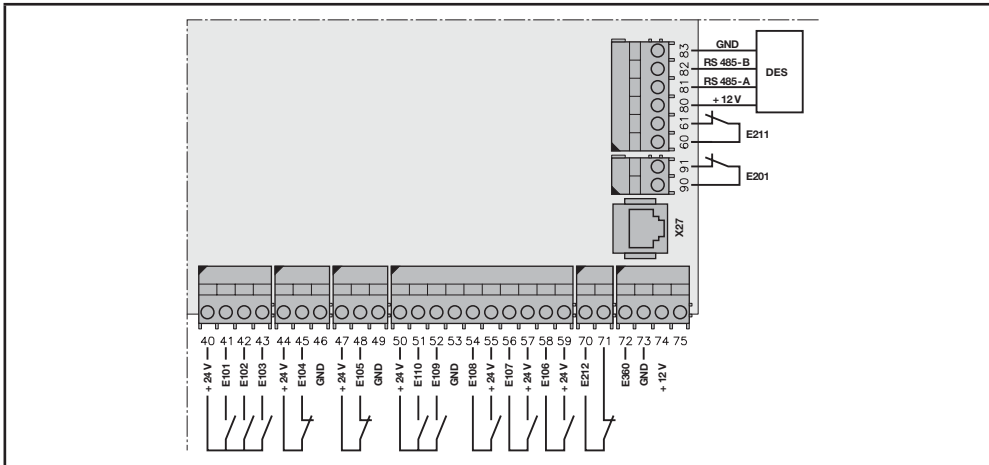 83 GND
82 RS 485-B
81 RS 485-A
80 + 12 V
DES
61
60
E211
91
90
E201
X27
40 41 42 43 44 45 46 47 48 49 50 51 52 53 54 55 56 57 58 59 70 71 72 73 74 75
+ 24 V
E101
E102
E103
+ 24 V
E104
GND
+ 24 V
E105
GND
+ 24 V
E110
E109
GND
E108
+ 24 V
E107
+ 24 V
E106
+ 24 V
E212
E360
GND
+ 12 V